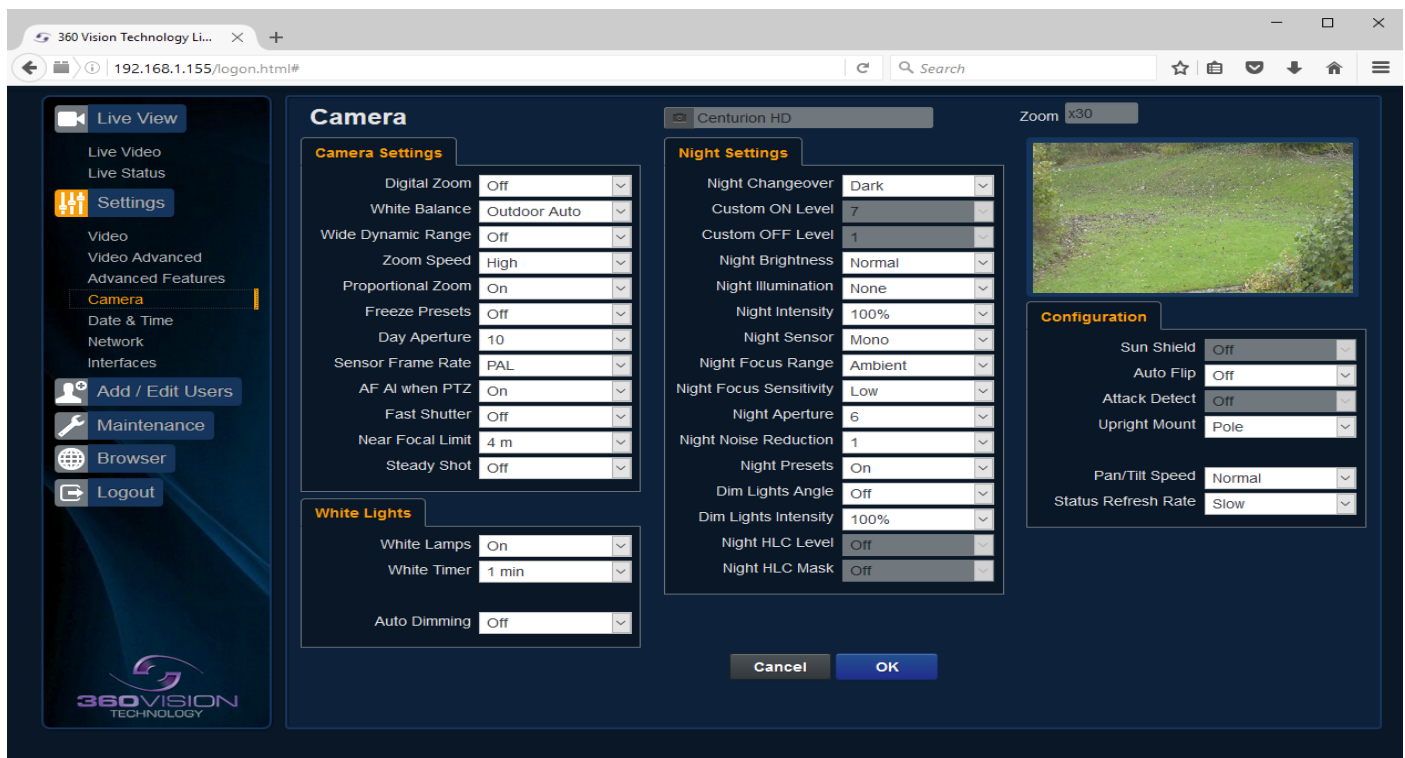 360 Vision Technology Li...
192.168.1.155/logon.html#
Search
Live View
Live Video
Live Status
Settings
Video
Video Advanced
Advanced Features
Camera
Date & Time
Network
Interfaces
Add / Edit Users
Maintenance
Browser
Logout
360VISION
TECHNOLOGY
Camera
Centurion HD
Zoom x30
Camera Settings
Digital Zoom Off
White Balance Outdoor Auto
Wide Dynamic Range Off
Zoom Speed High
Proportional Zoom On
Freeze Presets Off
Day Aperture 10
Sensor Frame Rate PAL
AF AI when PTZ On
Fast Shutter Off
Near Focal Limit 4 m
Steady Shot Off
White Lights
White Lamps On
White Timer 1 min
Auto Dimming Off
Night Settings
Night Changeover Dark
Custom ON Level 7
Custom OFF Level 1
Night Brightness Normal
Night Illumination None
Night Intensity 100%
Night Sensor Mono
Night Focus Range Ambient
Night Focus Sensitivity Low
Night Aperture 6
Night Noise Reduction 1
Night Presets On
Dim Lights Angle Off
Dim Lights Intensity 100%
Night HLC Level Off
Night HLC Mask Off
Configuration
Sun Shield Off
Auto Flip Off
Attack Detect Off
Upright Mount Pole
Pan/Tilt Speed Normal
Status Refresh Rate Slow
Cancel
OK